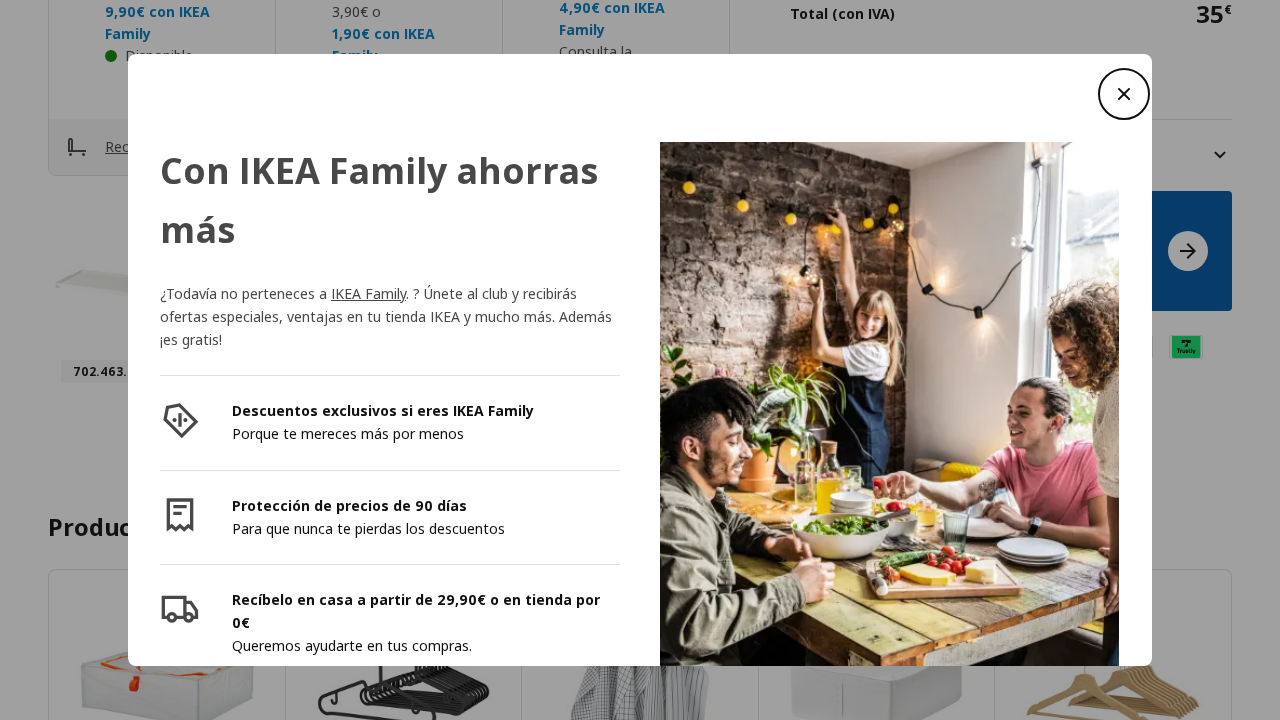 9,90€ con IKEA
Family
Disponible
3,90€ o
1,90€ con IKEA
Family
4,90€ con IKEA
Family
Consulta la
Total (con IVA)
35€
Con IKEA Family ahorras
más
¿Todavía no perteneces a IKEA Family. ? Únete al club y recibirás
ofertas especiales, ventajas en tu tienda IKEA y mucho más. Además
¡es gratis!
Descuentos exclusivos si eres IKEA Family
Porque te mereces más por menos
Protección de precios de 90 días
Para que nunca te pierdas los descuentos
Recíbelo en casa a partir de 29,90€ o en tienda por
0€
Queremos ayudarte en tus compras.
Rec
702.463.
Trustly
Produc